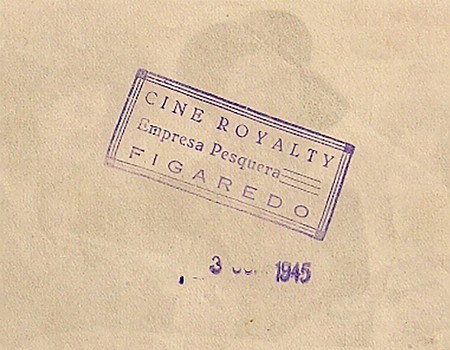 CINE ROYALTY
Empresa Pesquera
FIGAREDO
3 1945